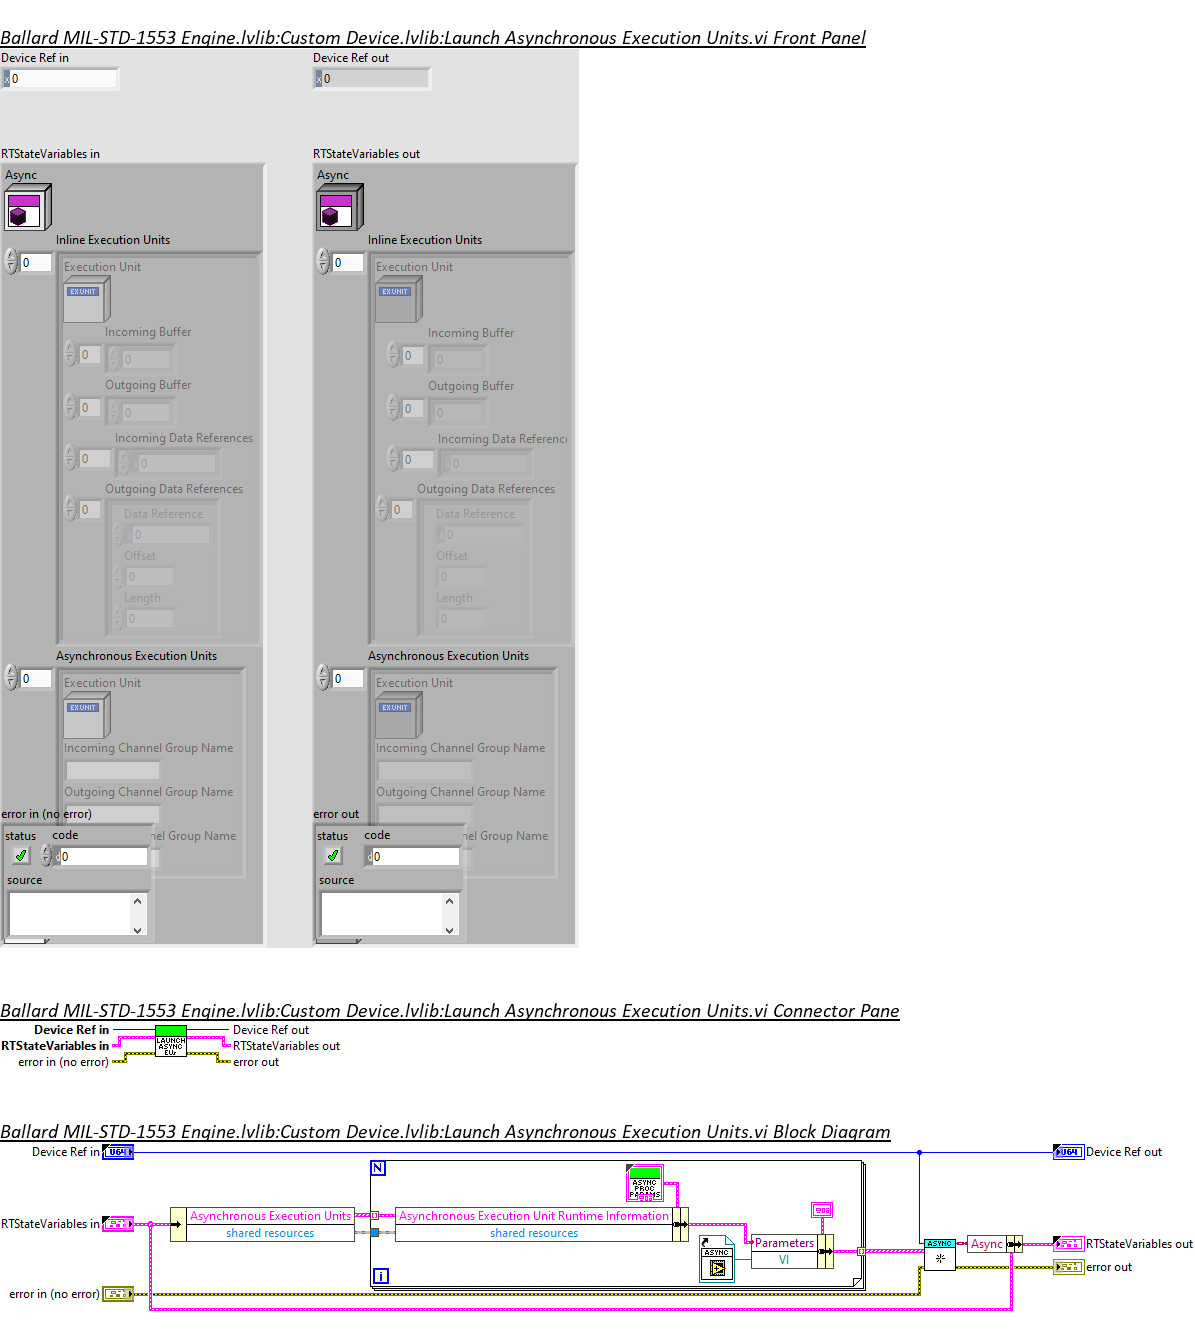 Ballard MIL-STD-1553 Engine.lvlib:Custom Device.lvlib:Launch Asynchronous Execution Units.vi Front Panel
Device Ref in
Device Ref out
x 0
x 0
RTStateVariables in
RTStateVariables out
Async
Async
Inline Execution Units
Inline Execution Units
0
0
Execution Unit
Execution Unit
EX UNIT
EX UNIT
Incoming Buffer
Incoming Buffer
0 0
0 0
Outgoing Buffer
Outgoing Buffer
0 0
0 0
Incoming Data References
Incoming Data Referenc
0 0
0 0
Outgoing Data References
Outgoing Data References
0
0
Data Reference
Data Reference
0
0
Offset
Offset
0
0
Length
Length
0
0
Asynchronous Execution Units
Asynchronous Execution Units
0
0
Execution Unit
Execution Unit
EX UNIT
EX UNIT
Incoming Channel Group Name
Incoming Channel Group Name
Outgoing Channel Group Name
Outgoing Channel Group Name
error in (no error)
error out
status code nel Group Name
status code nel Group Name
d 0
d 0
source
source
Ballard MIL-STD-1553 Engine.lvlib:Custom Device.lvlib:Launch Asynchronous Execution Units.vi Connector Pane
Device Ref in
Device Ref out
RTStateVariables in
RTStateVariables out
error in (no error)
error out
LAUNCH
ASYNC
EUs
Ballard MIL-STD-1553 Engine.lvlib:Custom Device.lvlib:Launch Asynchronous Execution Units.vi Block Diagram
Device Ref in
U64
U64
Device Ref out
N
ASYNC
PROC
PARAMS
RTStateVariables in
Asynchronous Execution Units
shared resources
Asynchronous Execution Unit Runtime Information
shared resources
ASYNC
Parameters
VI
ASYNC
Async
RTStateVariables out
error out
i
error in (no error)